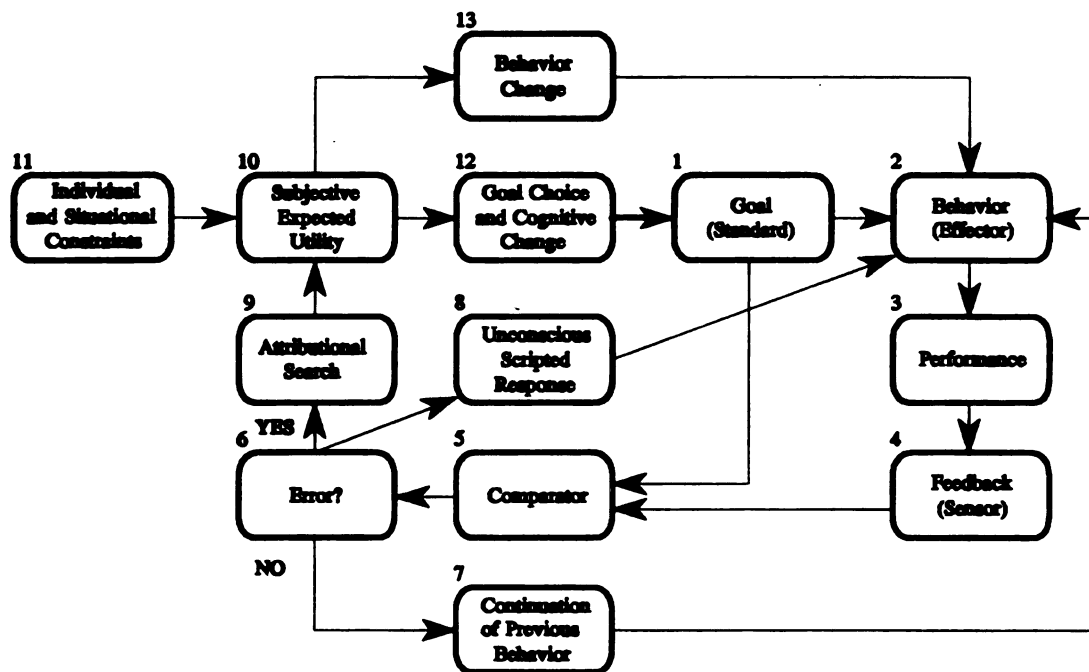 13
Behavior
Change
11
Individual
and Situational
Constraints
10
Subjective
Expected
Utility
12
Goal Choice
and Cognitive
Change
1
Goal
(Standard)
2
Behavior
(Effector)
9
Attributional
Search
8
Unconscious
Scripted
Response
3
Performance
YES
6
Error?
5
Comparator
4
Feedback
(Sensor)
NO
7
Continuation
of Previous
Behavior